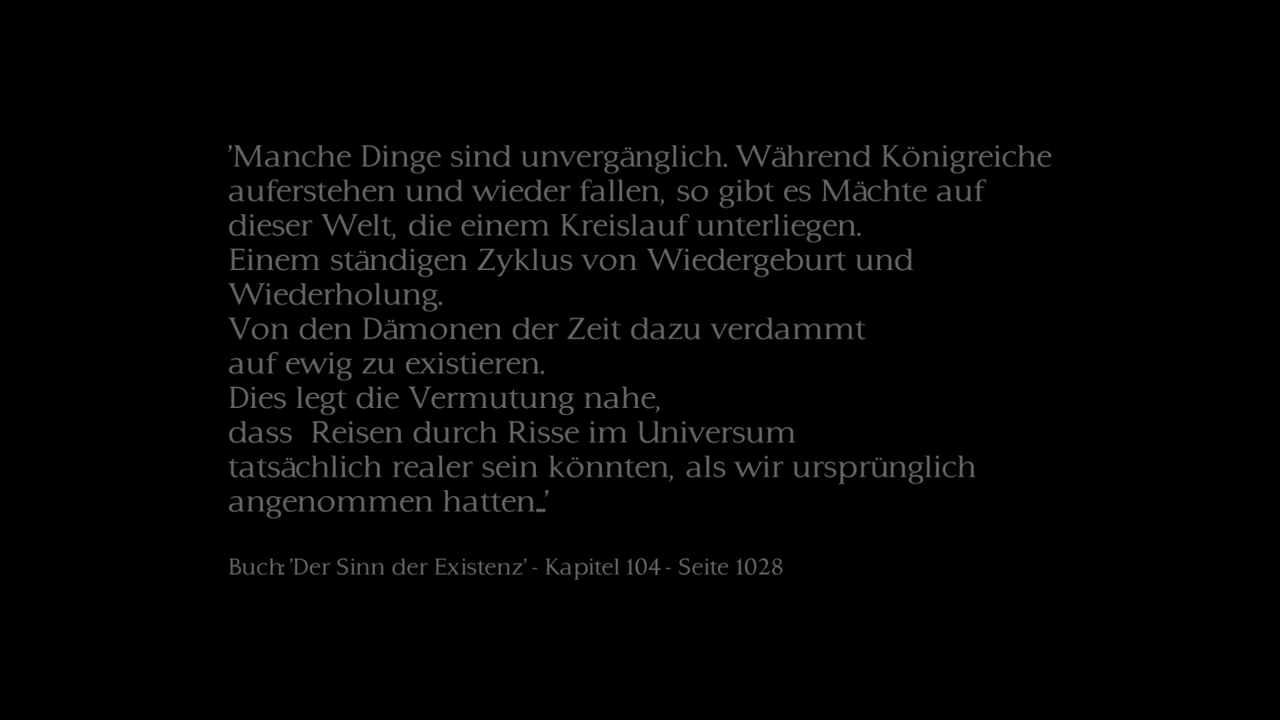 'Manche Dinge sind unvergänglich. Während Königreiche
auferstehen und wieder fallen, so gibt es Mächte auf
dieser Welt, die einem Kreislauf unterliegen.
Einem ständigen Zyklus von Wiedergeburt und
Wiederholung.
Von den Dämonen der Zeit dazu verdammt
auf ewig zu existieren.
Dies legt die Vermutung nahe,
dass  Reisen durch Risse im Universum
tatsächlich realer sein könnten, als wir ursprünglich
angenommen hatten...'
Buch: 'Der Sinn der Existenz' - Kapitel 104 - Seite 1028